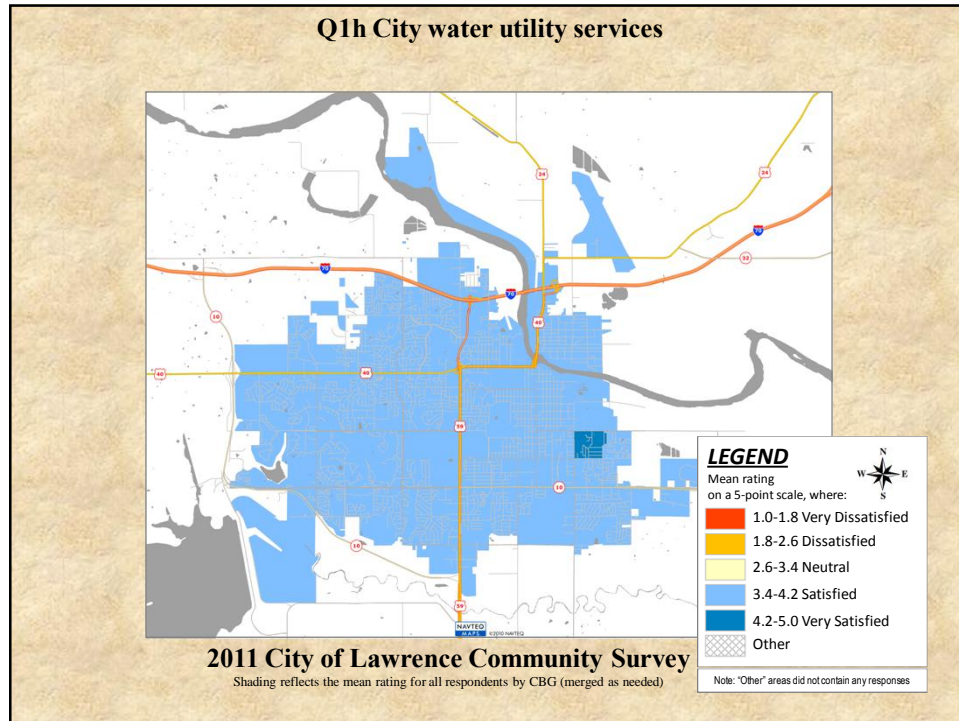 Q1h City water utility services
24
24
70
32
70
70
10
40
40
40
59
10
10
59
NAVTEQ
MAPS
©2010 NAVTEQ
LEGEND
N
W E
S
Mean rating
on a 5-point scale, where:
1.0-1.8 Very Dissatisfied
1.8-2.6 Dissatisfied
2.6-3.4 Neutral
3.4-4.2 Satisfied
4.2-5.0 Very Satisfied
Other
Note: “Other” areas did not contain any responses
2011 City of Lawrence Community Survey
Shading reflects the mean rating for all respondents by CBG (merged as needed)